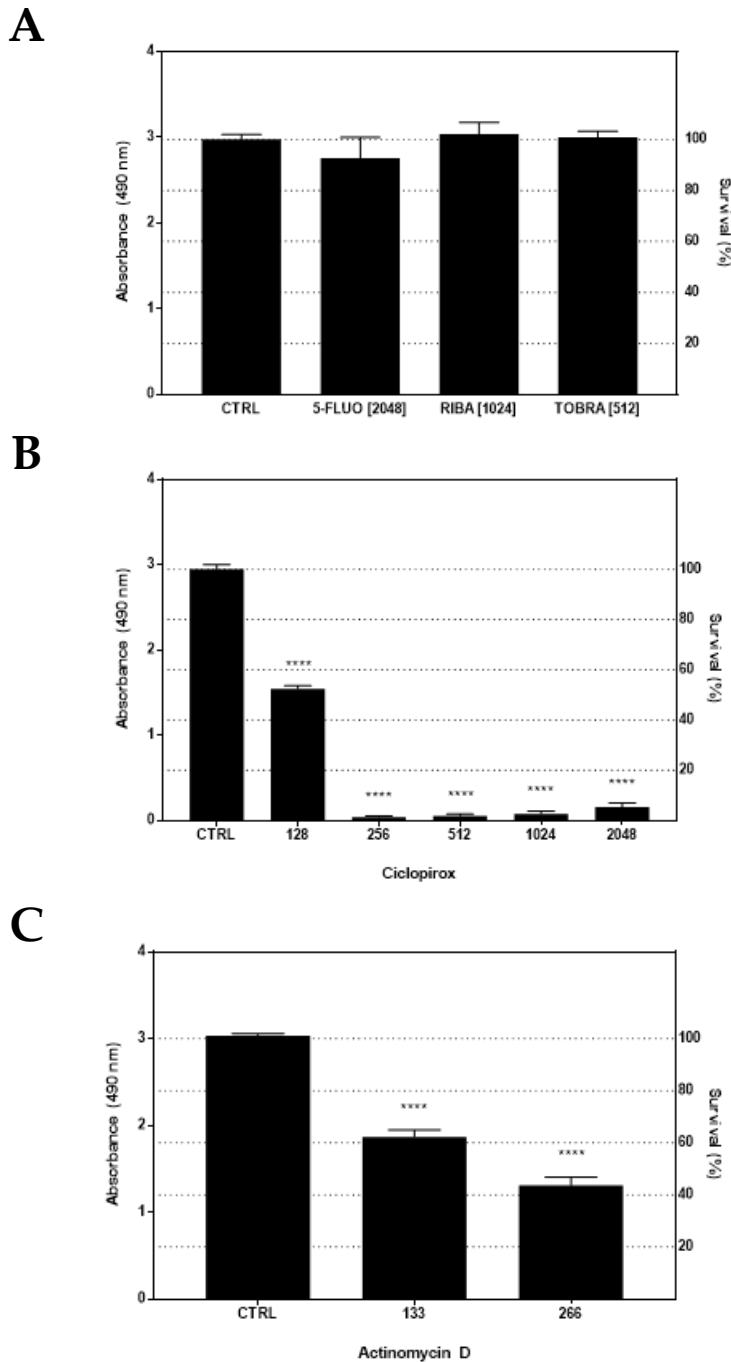 A
4
3
2
1
0
Absorbance (490 nm)
100
80
60
40
20
Survival (%)
CTRL 5-FLUO [2048] RIBA [1024] TOBRA [512]
B
4
3
2
1
0
Absorbance (490 nm)
100
80
60
40
20
Survival (%)
****
**** **** **** ****
CTRL 128 256 512 1024 2048
Ciclopirox
C
4
3
2
1
0
Absorbance (490 nm)
100
80
60
40
20
Survival (%)
****
****
CTRL 133 266
Actinomycin D